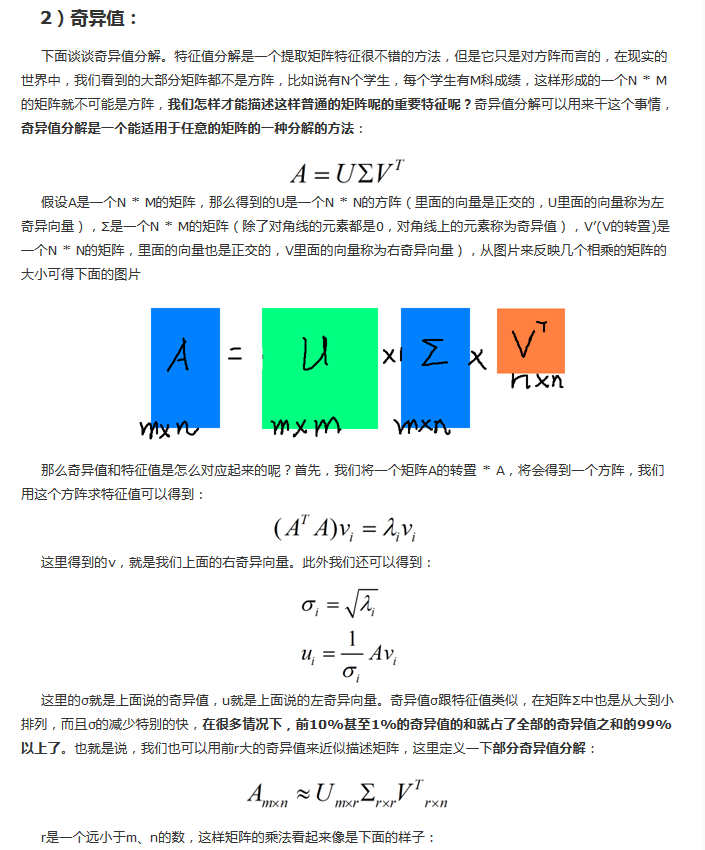 2）奇异值：
下面谈谈奇异值分解。特征值分解是一个提取矩阵特征很不错的方法，但是它只是对方阵而言的，在现实的
世界中，我们看到的大部分矩阵都不是方阵，比如说有N个学生，每个学生有M科成绩，这样形成的一个N * M
的矩阵就不可能是方阵，我们怎样才能描述这样普通的矩阵呢的重要特征呢？奇异值分解可以用来干这个事情，
奇异值分解是一个能适用于任意的矩阵的一种分解的方法：
A = UΣV^T
假设A是一个N * M的矩阵，那么得到的U是一个N * N的方阵（里面的向量是正交的，U里面的向量称为左
奇异向量），Σ是一个N * M的矩阵（除了对角线的元素都是0，对角线上的元素称为奇异值），V’(V的转置)是
一个N * N的矩阵，里面的向量也是正交的，V里面的向量称为右奇异向量），从图片来反映几个相乘的矩阵的
大小可得下面的图片
A = U × Σ × V^T
m×n m×m m×n n×n
那么奇异值和特征值是怎么对应起来的呢？首先，我们将一个矩阵A的转置 * A，将会得到一个方阵，我们
用这个方阵求特征值可以得到：
(A^T A)v_i = λ_i v_i
这里得到的v，就是我们上面的右奇异向量。此外我们还可以得到：
σ_i = √λ_i
u_i = 1/σ_i Av_i
这里的σ就是上面说的奇异值，u就是上面说的左奇异向量。奇异值σ跟特征值类似，在矩阵Σ中也是从大到小
排列，而且σ的减少特别的快，在很多情况下，前10%甚至1%的奇异值的和就占了全部的奇异值之和的99%
以上了。也就是说，我们也可以用前r大的奇异值来近似描述矩阵，这里定义一下部分奇异值分解：
A_{m×n} ≈ U_{m×r} Σ_{r×r} V^T_{r×n}
r是一个远小于m、n的数，这样矩阵的乘法看起来像是下面的样子：